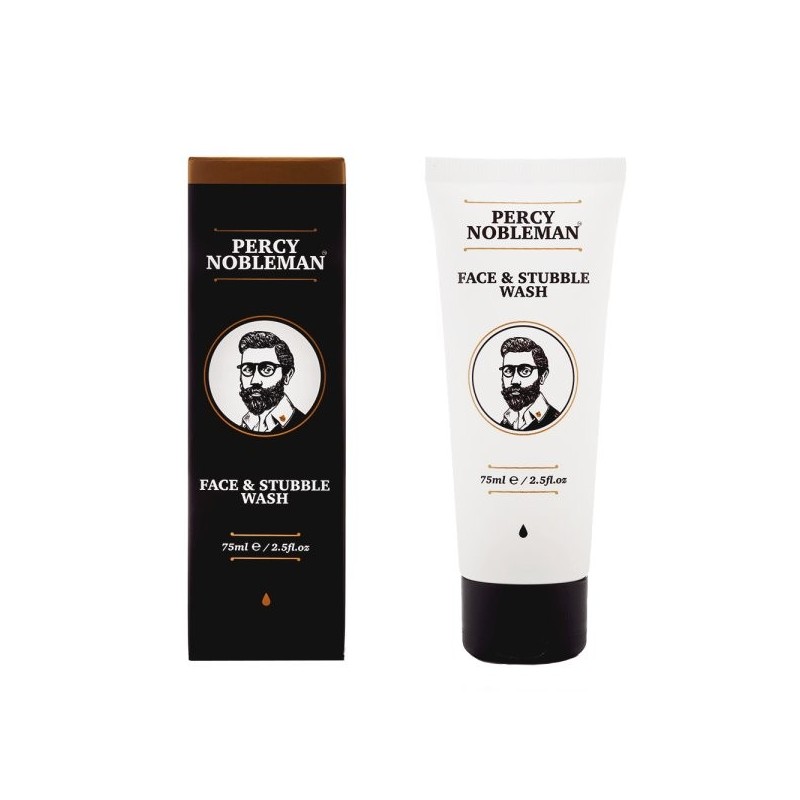 PERCY
NOBLEMAN
FACE & STUBBLE
WASH
75ml ℮ / 2.5fl.oz
PERCY
NOBLEMAN
FACE & STUBBLE
WASH
75ml ℮ / 2.5fl.oz